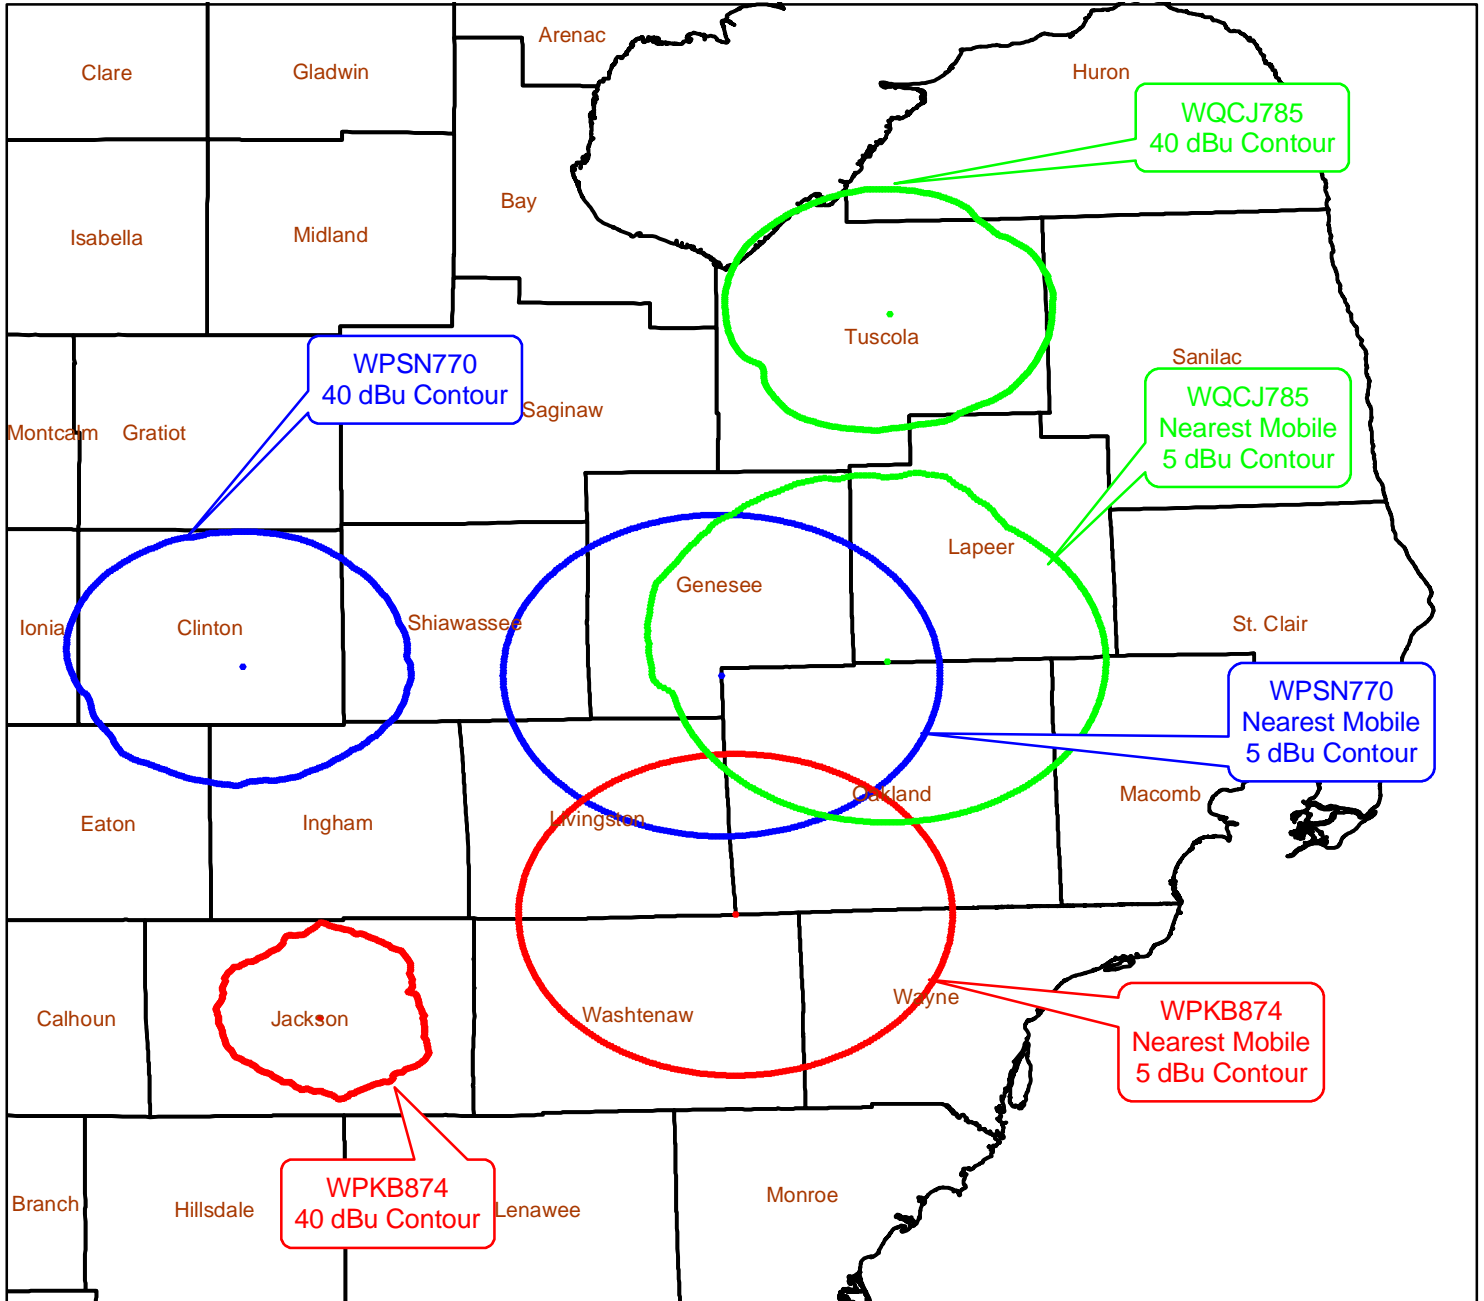 Arenac
Clare
Gladwin
Huron
WQCJ785
40 dBu Contour
Bay
Isabella
Midland
Tuscola
Sanilac
WPSN770
40 dBu Contour
Saginaw
WQCJ785
Nearest Mobile
5 dBu Contour
Montcalm
Gratiot
Lapeer
Genesee
Ionia
Clinton
Shiawassee
St. Clair
WPSN770
Nearest Mobile
5 dBu Contour
Eaton
Ingham
Livingston
Oakland
Macomb
Calhoun
Jackson
Washtenaw
Wayne
WPKB874
Nearest Mobile
5 dBu Contour
WPKB874
40 dBu Contour
Branch
Hillsdale
Lenawee
Monroe